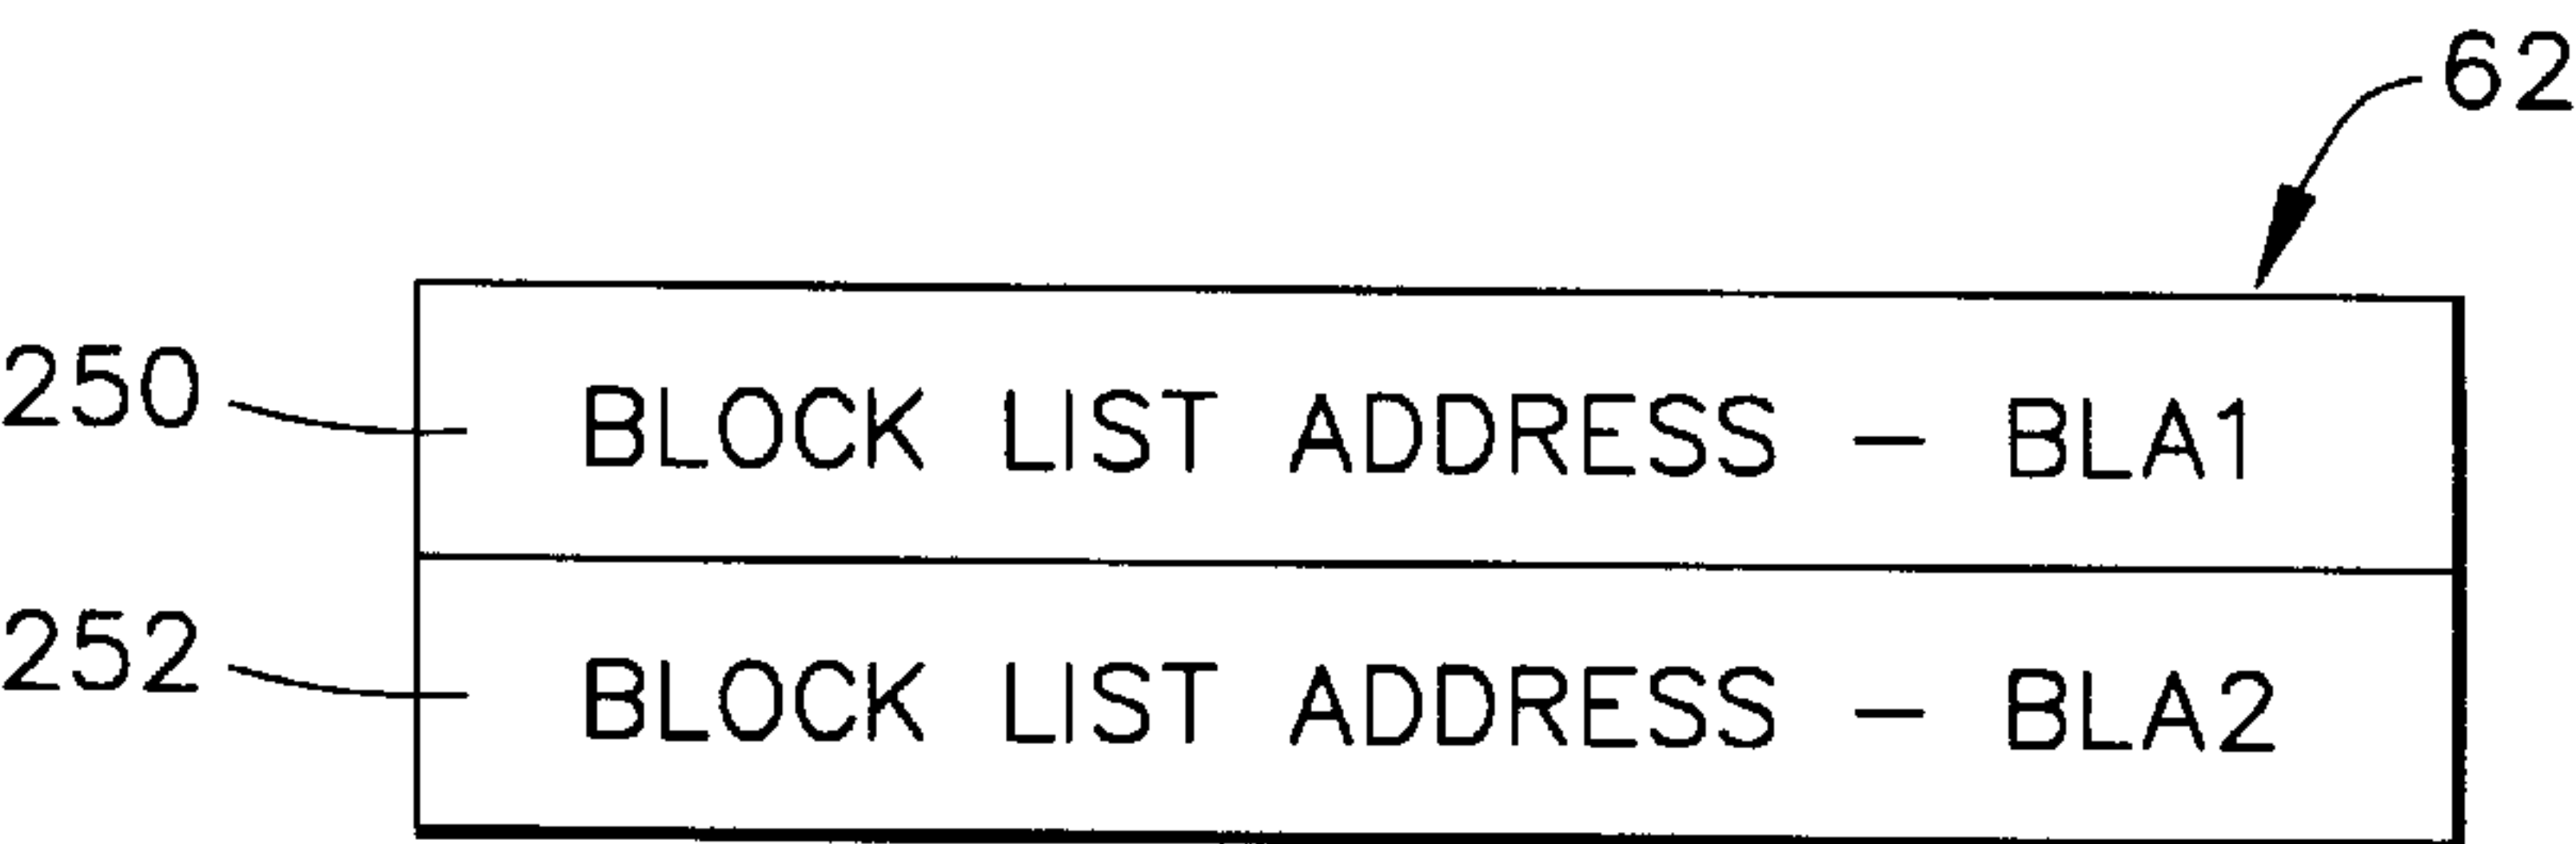 62
250 BLOCK LIST ADDRESS - BLA1
252 BLOCK LIST ADDRESS - BLA2